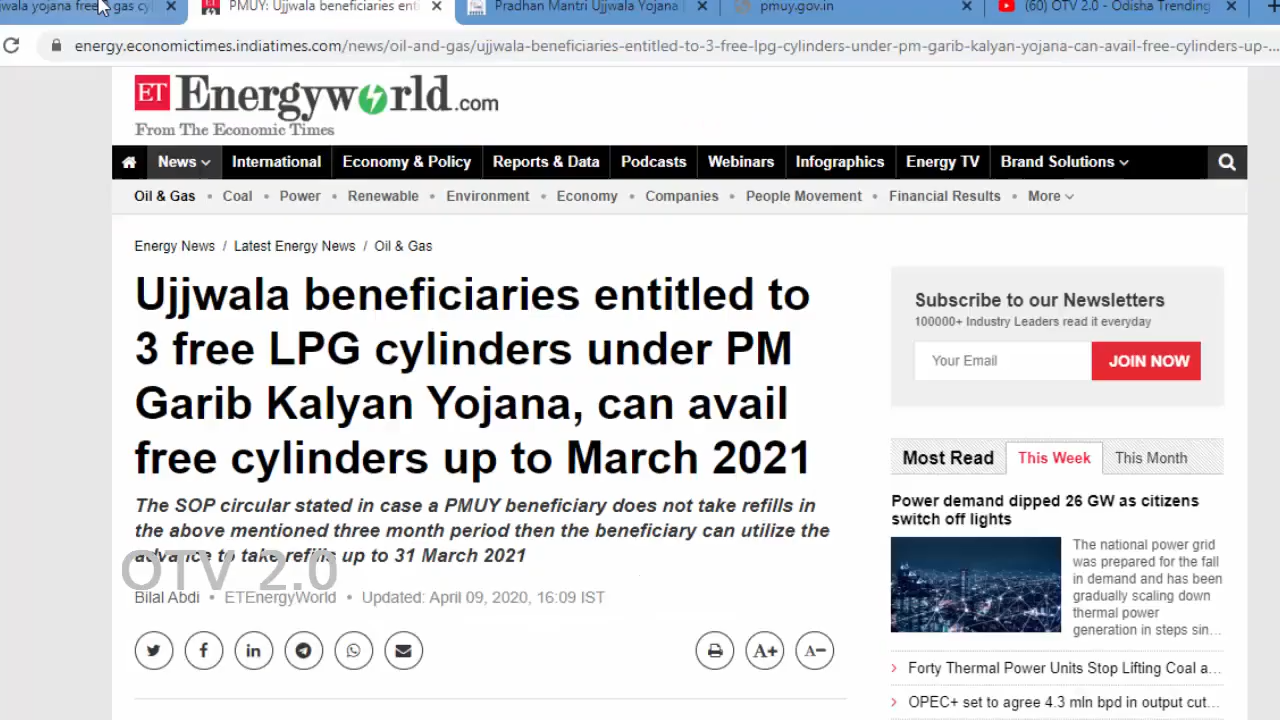 wala yojana free gas cy
PMUY: Ujjwala beneficiaries enti
Pradhan Mantri Ujjwala Yojana
pmuy.gov.in
(60) OTV 2.0 - Odisha Trending
energy.economictimes.indiatimes.com/news/oil-and-gas/ujjwala-beneficiaries-entitled-to-3-free-lpg-cylinders-under-pm-garib-kalyan-yojana-can-avail-free-cylinders-up-...
ET Energyworld.com
From The Economic Times
News International Economy & Policy Reports & Data Podcasts Webinars Infographics Energy TV Brand Solutions
Oil & Gas • Coal • Power • Renewable • Environment • Economy • Companies • People Movement • Financial Results • More
Energy News / Latest Energy News / Oil & Gas
Ujjwala beneficiaries entitled to
3 free LPG cylinders under PM
Garib Kalyan Yojana, can avail
free cylinders up to March 2021
The SOP circular stated in case a PMUY beneficiary does not take refills in
the above mentioned three month period then the beneficiary can utilize the
advance to take refills up to 31 March 2021
OTV 2.0
Bilal Abdi • ETEnergyWorld • Updated: April 09, 2020, 16:09 IST
A+ A-
Subscribe to our Newsletters
100000+ Industry Leaders read it everyday
Your Email JOIN NOW
Most Read This Week This Month
Power demand dipped 26 GW as citizens
switch off lights
The national power grid
was prepared for the fall
in demand and has been
gradually scaling down
thermal power
generation in steps sin...
Forty Thermal Power Units Stop Lifting Coal a...
OPEC+ set to agree 4.3 mln bpd in output cut...